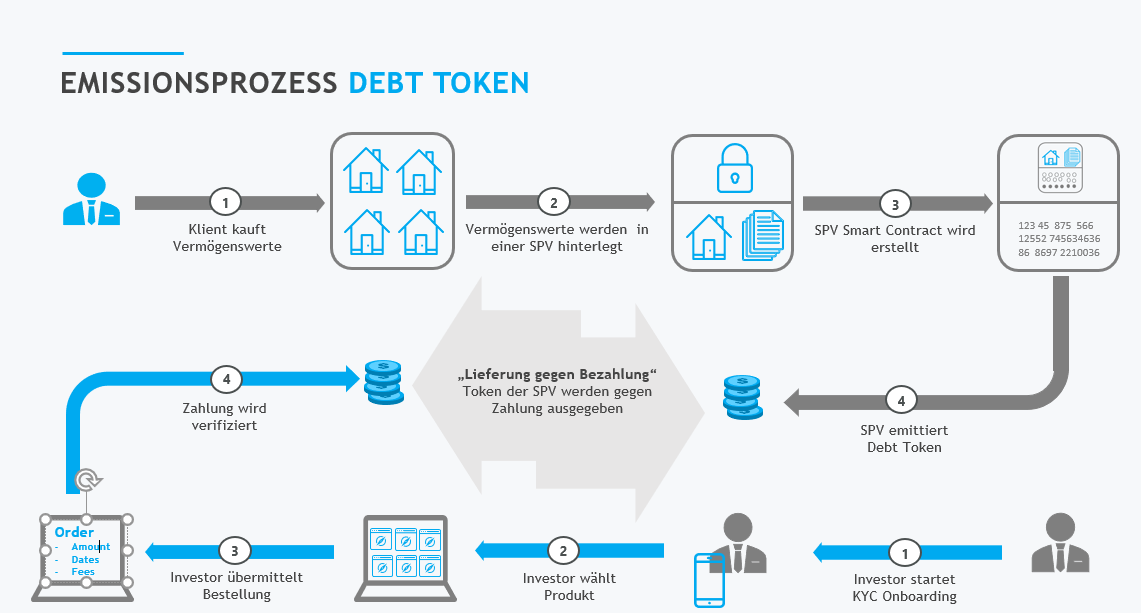 EMISSIONSPROZESS DEBT TOKEN
1
Klient kauft
Vermögenswerte
2
Vermögenswerte werden in
einer SPV hinterlegt
3
SPV Smart Contract wird
erstellt
123 45 875 566
12552 745634636
86 8697 2210036
4
Zahlung wird
verifiziert
„Lieferung gegen Bezahlung“
Token der SPV werden gegen
Zahlung ausgegeben
4
SPV emittiert
Debt Token
Order
- Amount
- Dates
- Fees
3
Investor übermittelt
Bestellung
2
Investor wählt
Produkt
1
Investor startet
KYC Onboarding